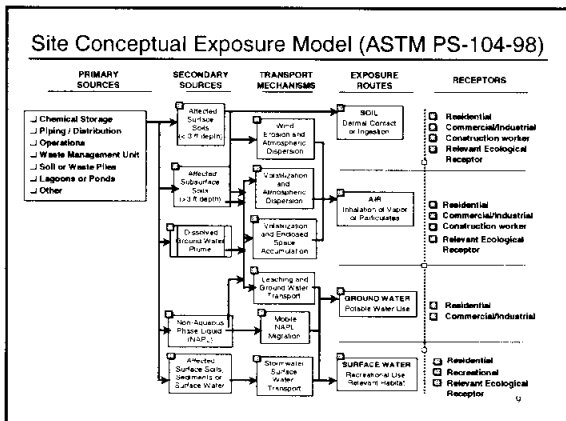 Site Conceptual Exposure Model (ASTM PS-104-98)
PRIMARY
SOURCES
SECONDARY
SOURCES
TRANSPORT
MECHANISMS
EXPOSURE
ROUTES
RECEPTORS
Chemical Storage
Piping / Distribution
Operations
Waste Management Unit
Soil or Waste Piles
Lagoons or Ponds
Other
Affected
Surface
Soils
(<3 ft depth)
Affected
Subsurface
Soils
(>3 ft depth)
Dissolved
Ground Water
Plume
Non-Aqueous
Phase Liquid
(NAPL)
Affected
Surface Soils,
Sediments or
Surface Water
Wind
Erosion and
Atmospheric
Dispersion
Volatilization
and
Atmospheric
Dispersion
Volatilization
and Enclosed
Space
Accumulation
Leaching and
Ground Water
Transport
Mobile
NAPL
Migration
Stormwater
Surface
Water
Transport
SOIL
Dermal Contact
or Ingestion
AIR
Inhalation of Vapor
or Particulates
GROUND WATER
Potable Water Use
SURFACE WATER
Recreational Use
Relevant Habitat
Residential
Commercial/Industrial
Construction worker
Relevant Ecological
Receptor
Residential
Commercial/Industrial
Construction worker
Relevant Ecological
Receptor
Residential
Commercial/Industrial
Residential
Recreational
Relevant Ecological
Receptor
9